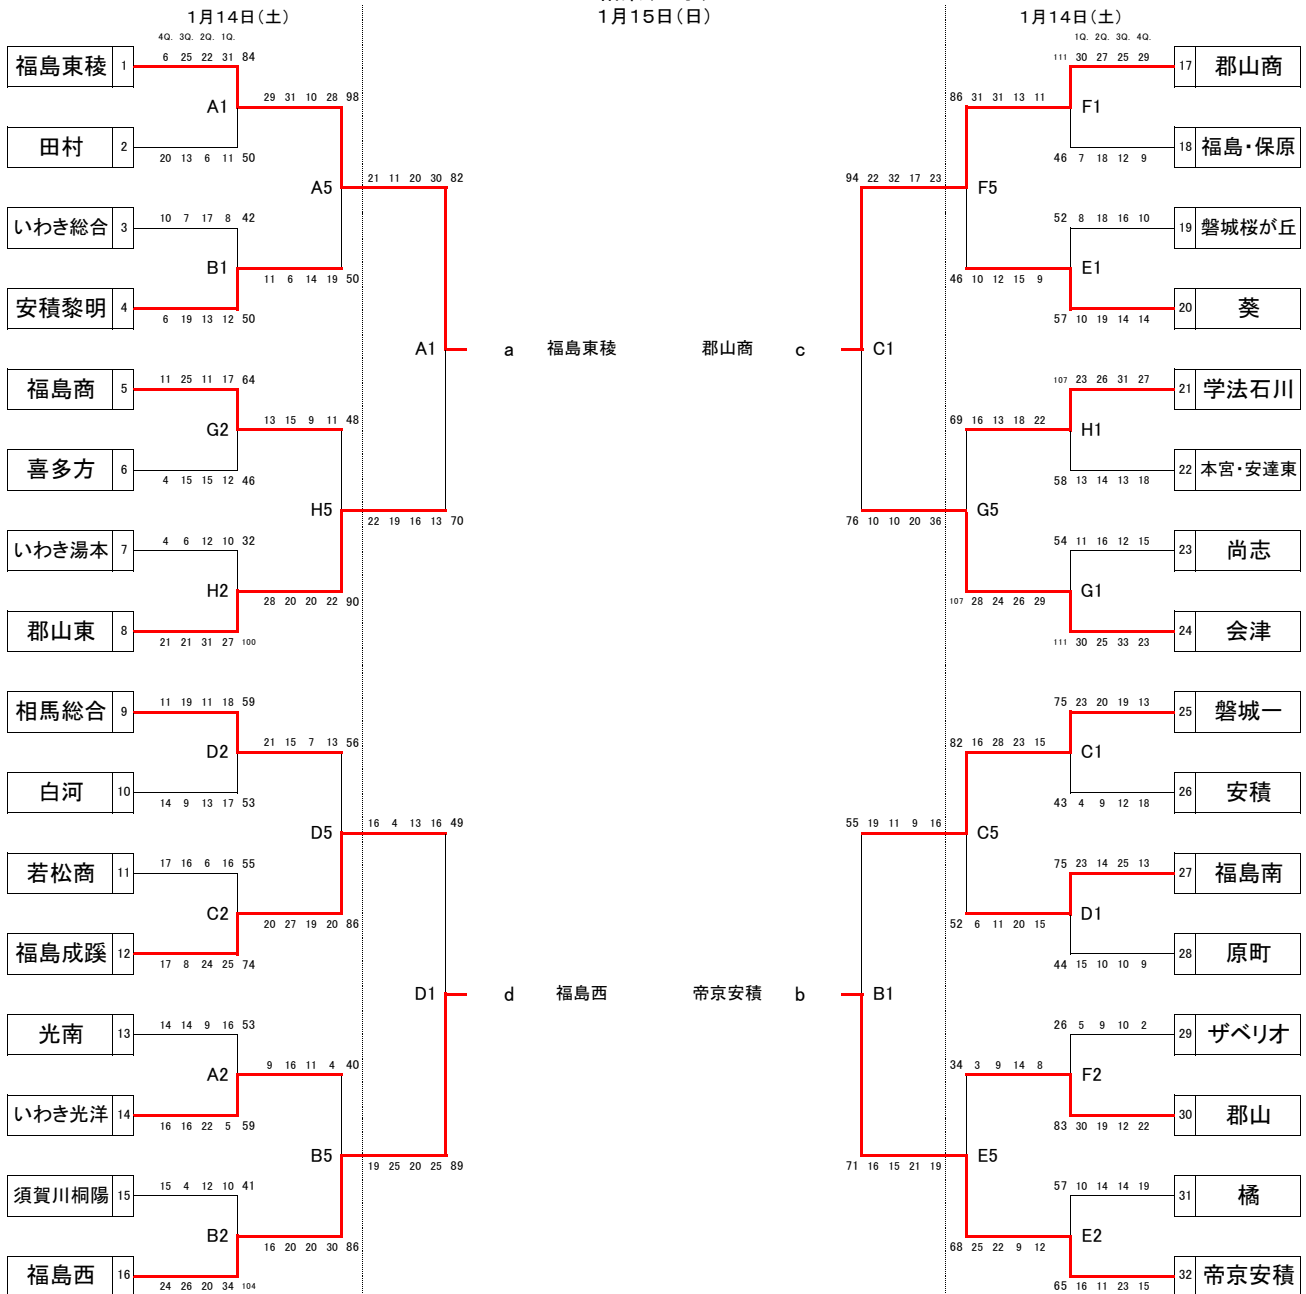 1月14日(土) 1月15日(日) 1月14日(土)
4Q. 3Q. 2Q. 1Q. 1Q. 2Q. 3Q. 4Q.
福島東稜 1 6 25 22 31 84 111 30 27 25 29 17 郡山商
A1 29 31 10 28 98 86 31 31 13 11 F1
田村 2 20 13 6 11 50 46 7 18 12 9 18 福島・保原
A5 21 11 20 30 82 94 22 32 17 23 F5
いわき総合 3 10 7 17 8 42 52 8 18 16 10 19 磐城桜が丘
B1 11 6 14 19 50 46 10 12 15 9 E1
安積黎明 4 6 19 13 12 50 57 10 19 14 14 20 葵
A1 a 福島東稜 郡山商 c C1
福島商 5 11 25 11 17 64 107 23 26 31 27 21 学法石川
G2 13 15 9 11 48 69 16 13 18 22 H1
喜多方 6 4 15 15 12 46 58 13 14 13 18 22 本宮・安達東
H5 22 19 16 13 70 76 10 10 20 36 G5
いわき湯本 7 4 6 12 10 32 54 11 16 12 15 23 尚志
H2 28 20 20 22 90 107 28 24 26 29 G1
郡山東 8 21 21 31 27 100 111 30 25 33 23 24 会津
相馬総合 9 11 19 11 18 59 75 23 20 19 13 25 磐城一
D2 21 15 7 13 56 82 16 28 23 15 C1
白河 10 14 9 13 17 53 43 4 9 12 18 26 安積
D5 16 4 13 16 49 55 19 11 9 16 C5
若松商 11 17 16 6 16 55 75 23 14 25 13 27 福島南
C2 20 27 19 20 86 52 6 11 20 15 D1
福島成蹊 12 17 8 24 25 74 44 15 10 10 9 28 原町
D1 d 福島西 帝京安積 b B1
光南 13 14 14 9 16 53 26 5 9 10 2 29 ザベリオ
A2 9 16 11 4 40 34 3 9 14 8 F2
いわき光洋 14 16 16 22 5 59 83 30 19 12 22 30 郡山
B5 19 25 20 25 89 71 16 15 21 19 E5
須賀川桐陽 15 15 4 12 10 41 57 10 14 14 19 31 橘
B2 16 20 20 30 86 68 25 22 9 12 E2
福島西 16 24 26 20 34 104 65 16 11 23 15 32 帝京安積